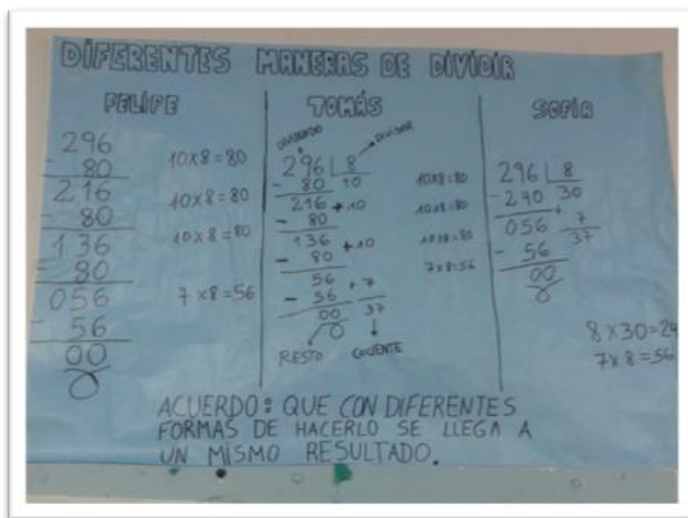 DIFERENTES MANERAS DE DIVIDIR
FELIPE
296
- 80
10x8=80
216
- 80
10x8=80
136
- 80
10x8=80
056
- 56
7x8=56
00
0
TOMÁS
DIVIDENDO
DIVISOR
296 | 8
- 80 10
10x8=80
216 +10
- 80
10x8=80
136 +10
- 80
10x8=80
56 + 7
- 56 37
7x8=56
00
0
RESTO COCIENTE
SOFÍA
296 | 8
- 240 30
056 + 7
- 56 37
00
0
8x30=24
7x8=56
ACUERDO: QUE CON DIFERENTES
FORMAS DE HACERLO SE LLEGA A
UN MISMO RESULTADO.